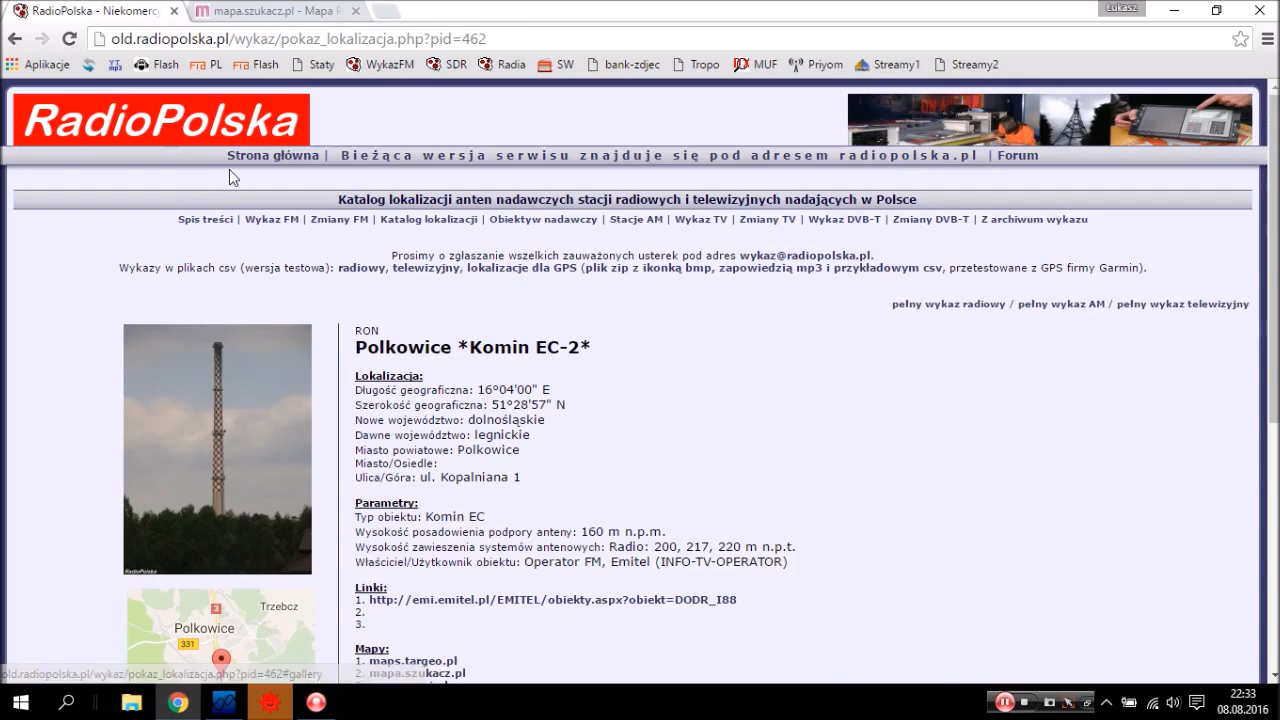 RadioPolska - Niekomerc
mapa.szukacz.pl - Mapa P
Łukasz
old.radiopolska.pl/wykaz/pokaz_lokalizacja.php?pid=462
Aplikacje YT mp3 Flash FTA PL FTA Flash Staty WykazFM SDR Radia SW bank-zdjec Tropo MUF Priyom Streamy1 Streamy2
RadioPolska
Strona główna | Bieżąca wersja serwisu znajduje się pod adresem radiopolska.pl | Forum
Katalog lokalizacji anten nadawczych stacji radiowych i telewizyjnych nadających w Polsce
Spis treści | Wykaz FM | Zmiany FM | Katalog lokalizacji | Obiektyw nadawczy | Stacje AM | Wykaz TV | Zmiany TV | Wykaz DVB-T | Zmiany DVB-T | Z archiwum wykazu
Prosimy o zgłaszanie wszelkich zauważonych usterek pod adres wykaz@radiopolska.pl.
Wykazy w plikach csv (wersja testowa): radiowy, telewizyjny, lokalizacje dla GPS (plik zip z ikonką bmp, zapowiedzią mp3 i przykładowym csv, przetestowane z GPS firmy Garmin).
pełny wykaz radiowy / pełny wykaz AM / pełny wykaz telewizyjny
RON
Polkowice *Komin EC-2*
Lokalizacja:
Długość geograficzna: 16°04'00" E
Szerokość geograficzna: 51°28'57" N
Nowe województwo: dolnośląskie
Dawne województwo: legnickie
Miasto powiatowe: Polkowice
Miasto/Osiedle:
Ulica/Góra: ul. Kopalniana 1
Parametry:
Typ obiektu: Komin EC
Wysokość posadowienia podpory anteny: 160 m n.p.m.
Wysokość zawieszenia systemów antenowych: Radio: 200, 217, 220 m n.p.t.
Właściciel/Użytkownik obiektu: Operator FM, Emitel (INFO-TV-OPERATOR)
RadioPolska
Linki:
1. http://emi.emitel.pl/EMITEL/obiekty.aspx?obiekt=DODR_I88
2.
3.
3
Trzebcz
Polkowice
331
Mapy:
1. maps.targeo.pl
2. mapa.szukacz.pl
old.radiopolska.pl/wykaz/pokaz_lokalizacja.php?pid=462#gallery
22:33
08.08.2016